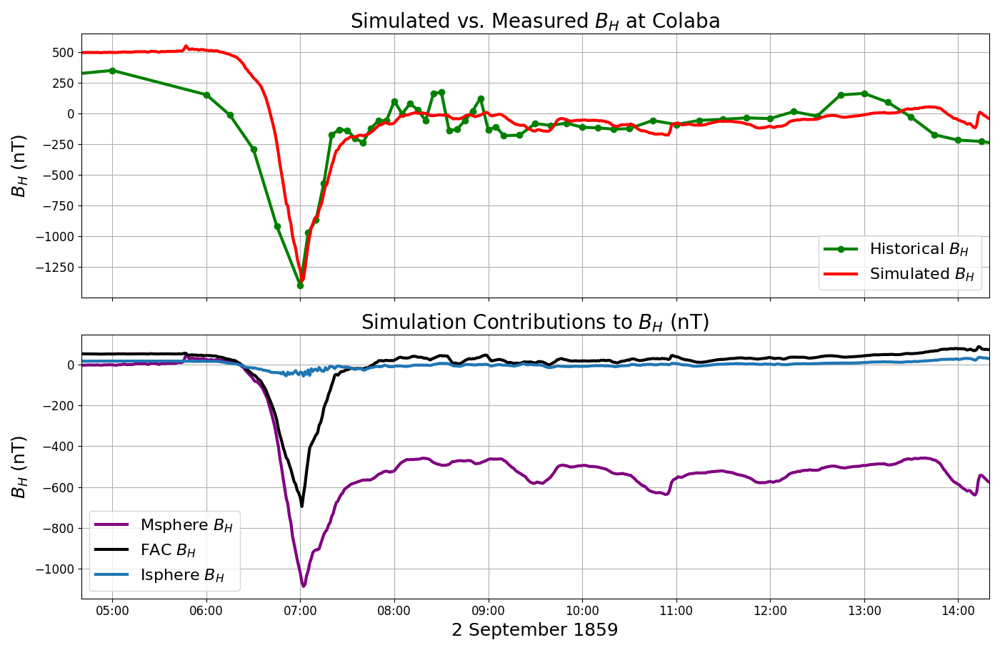 Simulated vs. Measured B_H at Colaba
500
250
0
−250
−500
−750
−1000
−1250
B_H (nT)
Historical B_H
Simulated B_H
Simulation Contributions to B_H (nT)
0
−200
−400
−600
−800
−1000
B_H (nT)
Msphere B_H
FAC B_H
Isphere B_H
05:00 06:00 07:00 08:00 09:00 10:00 11:00 12:00 13:00 14:00
2 September 1859